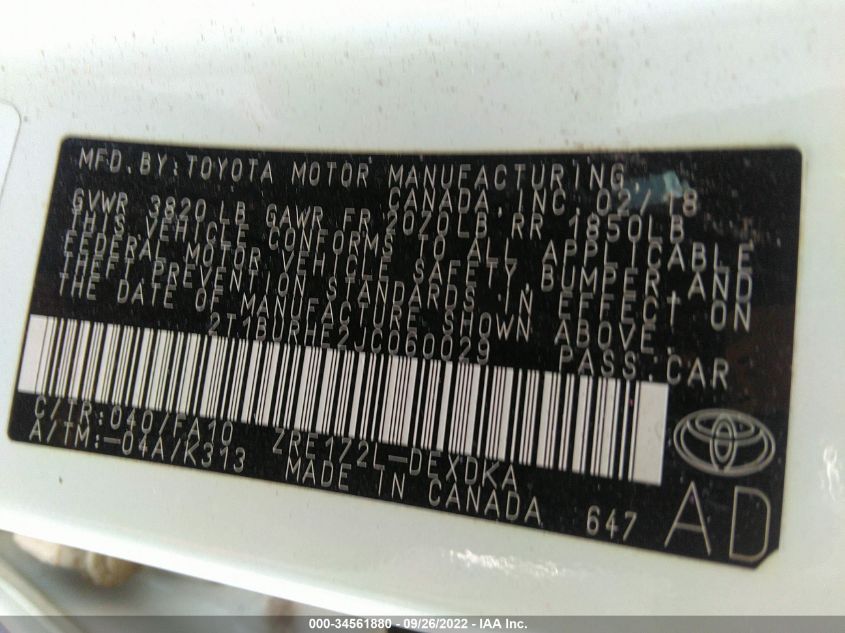 MFD. BY: TOYOTA MOTOR MANUFACTURING,
CANADA, INC. 02/18
GVWR 3820 LB GAWR FR 2070LB RR 1850LB
THIS VEHICLE CONFORMS TO ALL APPLICABLE
FEDERAL MOTOR VEHICLE SAFETY, BUMPER AND
THEFT PREVENTION STANDARDS IN EFFECT ON
THE DATE OF MANUFACTURE SHOWN ABOVE.
2T1BURHE2JC060029 PASS.CAR
C/TR:040/FA10 ZRE172L-DEXDKA
A/TM:-04A/K313 MADE IN CANADA 647 AD
000-34561880 - 09/26/2022 - IAA Inc.